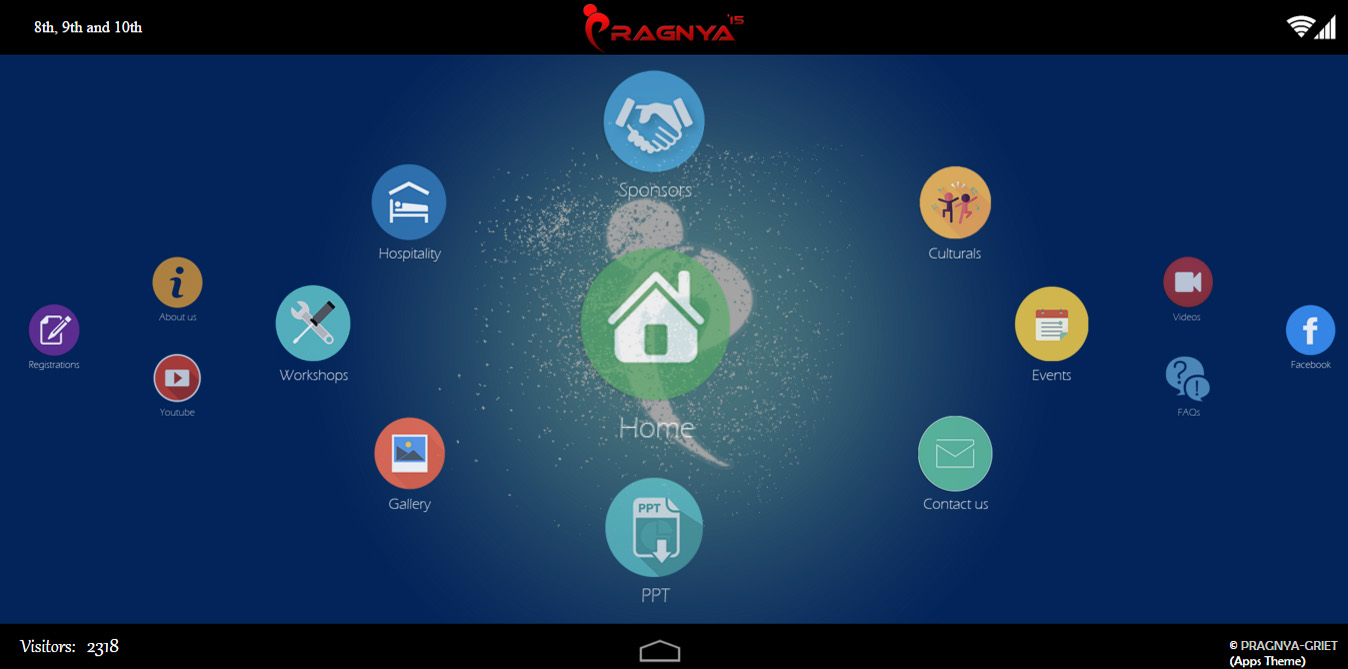 8th, 9th and 10th
PRAGNYA'15
Sponsors
Hospitality
Culturals
About us
Videos
Registrations
Workshops
Home
Events
Facebook
Youtube
FAQs
Gallery
Contact us
PPT
PPT
Visitors: 2318
© PRAGNYA-GRIET
(Apps Theme)